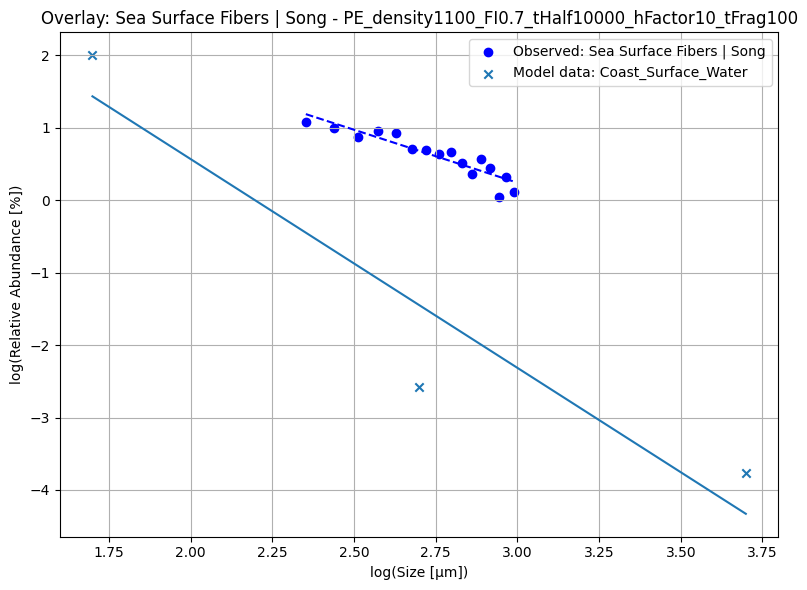 Overlay: Sea Surface Fibers | Song - PE_density1100_FI0.7_tHalf10000_hFactor10_tFrag100
Observed: Sea Surface Fibers | Song
Model data: Coast_Surface_Water
log(Relative Abundance [%])
2
1
0
−1
−2
−3
−4
1.75 2.00 2.25 2.50 2.75 3.00 3.25 3.50 3.75
log(Size [μm])